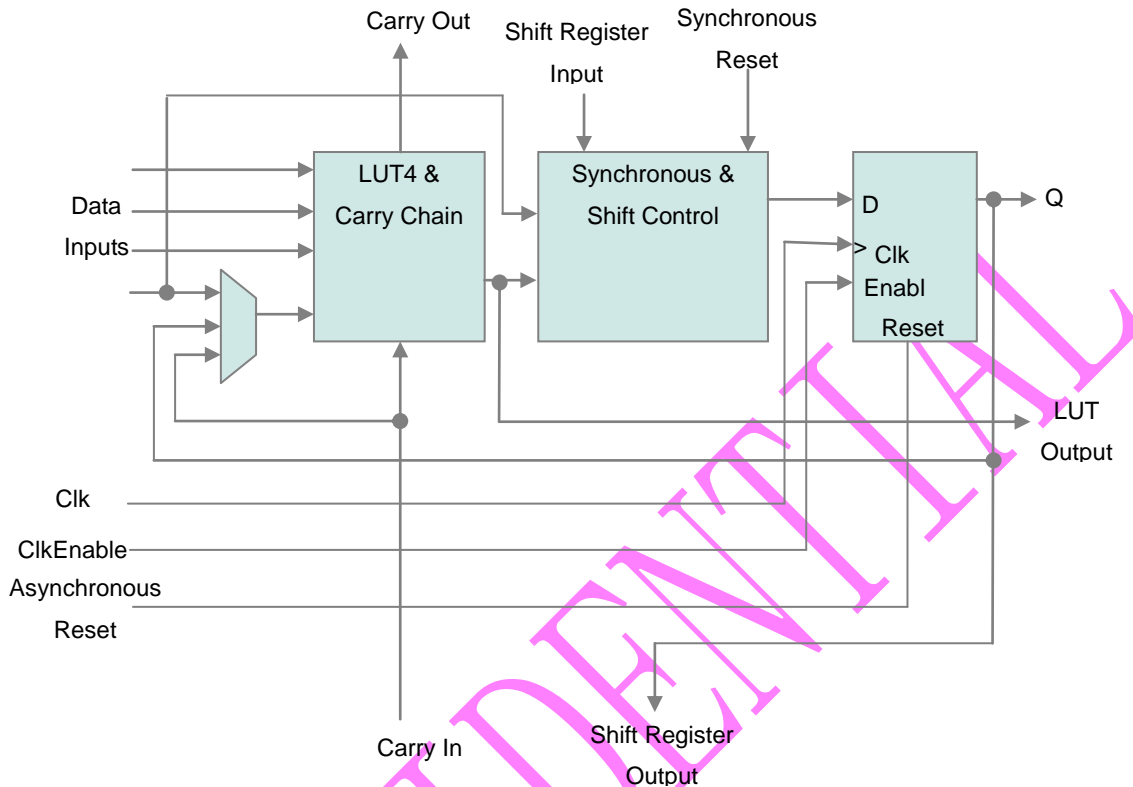 Carry Out
Shift Register
Input
Synchronous
Reset
LUT4 &
Carry Chain
Synchronous &
Shift Control
D
> Clk
Enabl
Reset
Q
Data
Inputs
LUT
Output
Clk
ClkEnable
Asynchronous
Reset
Carry In
Shift Register
Output
DENTIAL